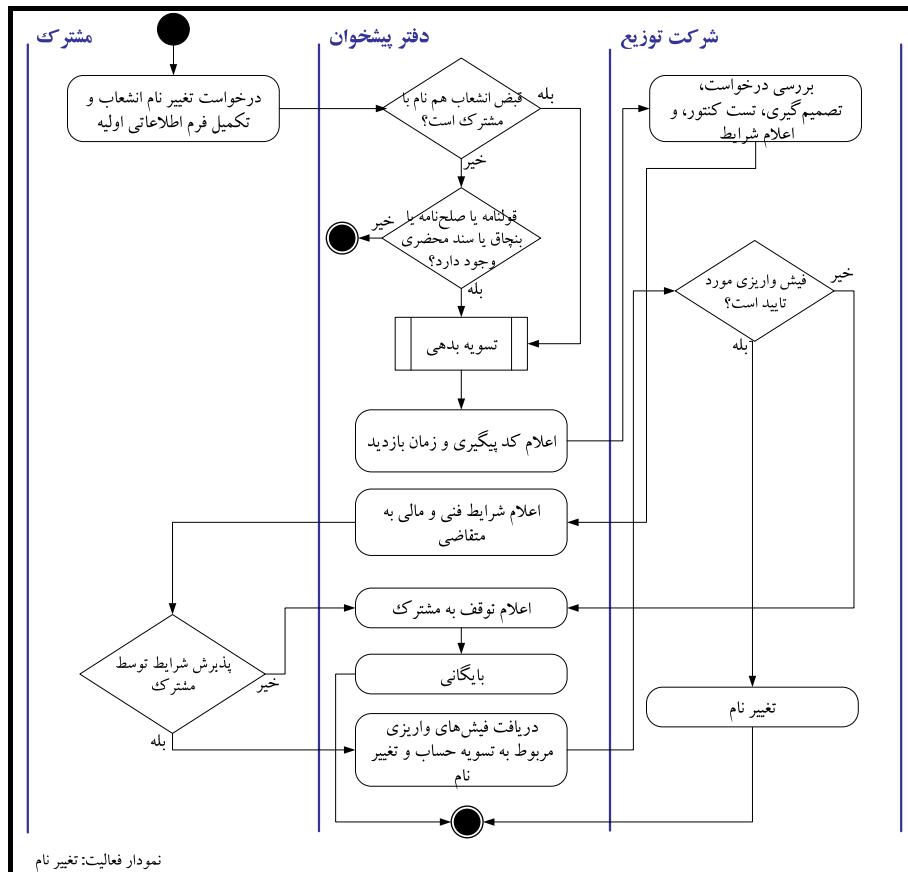 مشترك
دفتر پیشخوان
شرکت توزیع
درخواست تغییر نام انشعاب و
تکمیل فرم اطلاعاتی اولیه
قبض انشعاب هم نام با
مشترك است؟
بله
خیر
قولنامه یا صلح‌نامه یا
بنچاق یا سند محضری
وجود دارد؟
خیر
بله
تسویه بدهی
اعلام کد پیگیری و زمان بازدید
بررسی درخواست،
تصمیم‌گیری، تست کنتور، و
اعلام شرایط
فیش واریزی مورد
تایید است؟
خیر
بله
اعلام شرایط فنی و مالی به
متقاضی
پذیرش شرایط توسط
مشترك
خیر
بله
اعلام توقف به مشترك
بایگانی
دریافت فیش‌های واریزی
مربوط به تسویه حساب و تغییر
نام
تغییر نام
نمودار فعالیت: تغییر نام